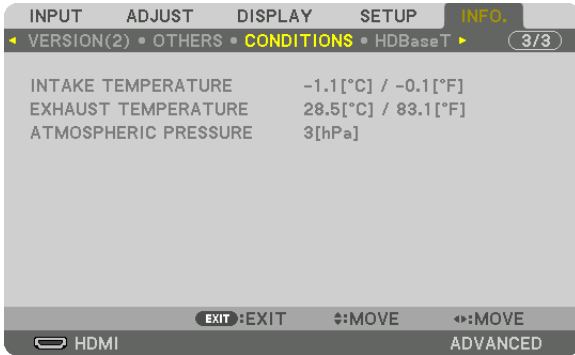 INPUT ADJUST DISPLAY SETUP INFO.
VERSION(2) • OTHERS • CONDITIONS • HDBaseT 3/3
INTAKE TEMPERATURE -1.1[°C] / -0.1[°F]
EXHAUST TEMPERATURE 28.5[°C] / 83.1[°F]
ATMOSPHERIC PRESSURE 3[hPa]
EXIT :EXIT :MOVE :MOVE
HDMI ADVANCED